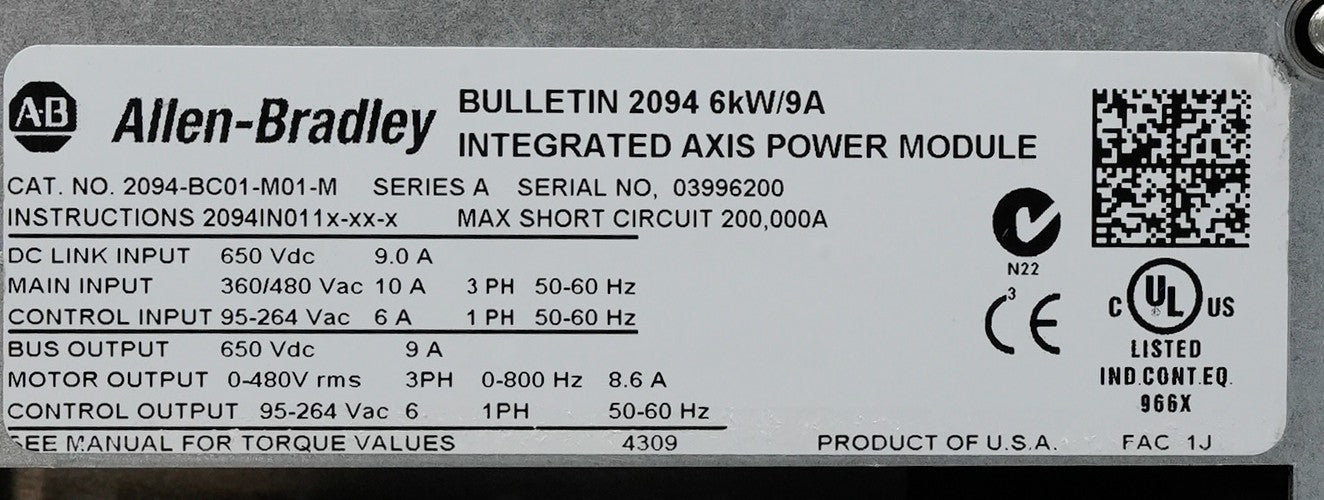 A·B Allen-Bradley
BULLETIN 2094 6kW/9A
INTEGRATED AXIS POWER MODULE
CAT. NO. 2094-BC01-M01-M SERIES A SERIAL NO, 03996200
INSTRUCTIONS 2094IN011x-xx-x MAX SHORT CIRCUIT 200,000A
DC LINK INPUT 650 Vdc 9.0 A
MAIN INPUT 360/480 Vac 10 A 3 PH 50-60 Hz
CONTROL INPUT 95-264 Vac 6 A 1 PH 50-60 Hz
BUS OUTPUT 650 Vdc 9 A
MOTOR OUTPUT 0-480V rms 3PH 0-800 Hz 8.6 A
CONTROL OUTPUT 95-264 Vac 6 1PH 50-60 Hz
SEE MANUAL FOR TORQUE VALUES 4309 PRODUCT OF U.S.A. FAC 1J
N22
3 CE
C UL US
LISTED
IND.CONT.EQ.
966X